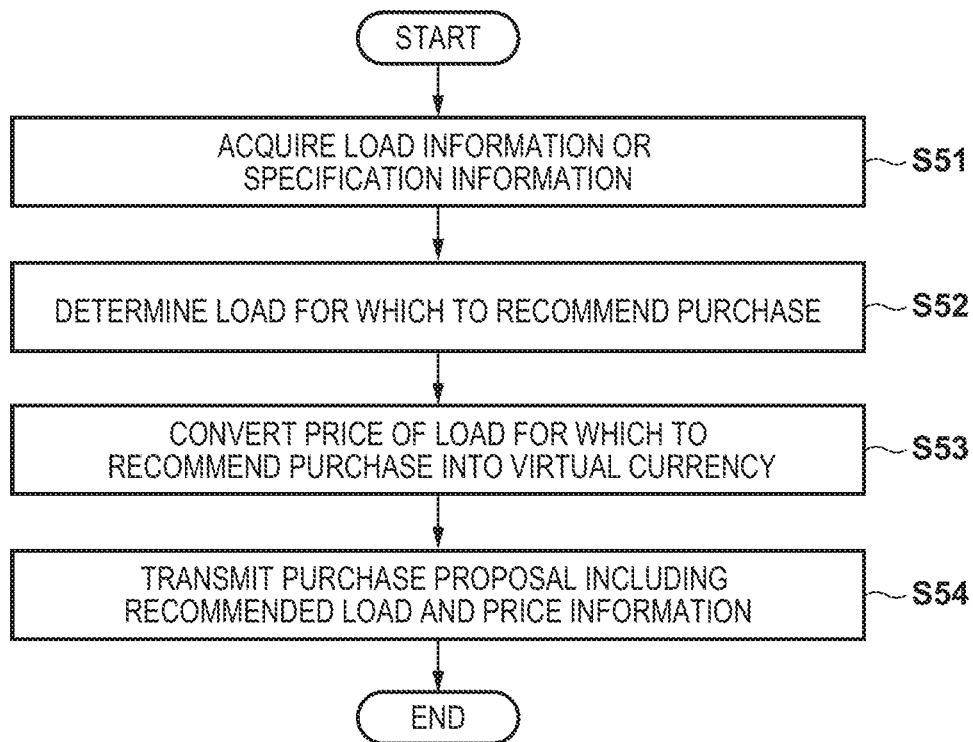 START
ACQUIRE LOAD INFORMATION OR
SPECIFICATION INFORMATION
S51
DETERMINE LOAD FOR WHICH TO RECOMMEND PURCHASE
S52
CONVERT PRICE OF LOAD FOR WHICH TO
RECOMMEND PURCHASE INTO VIRTUAL CURRENCY
S53
TRANSMIT PURCHASE PROPOSAL INCLUDING
RECOMMENDED LOAD AND PRICE INFORMATION
S54
END